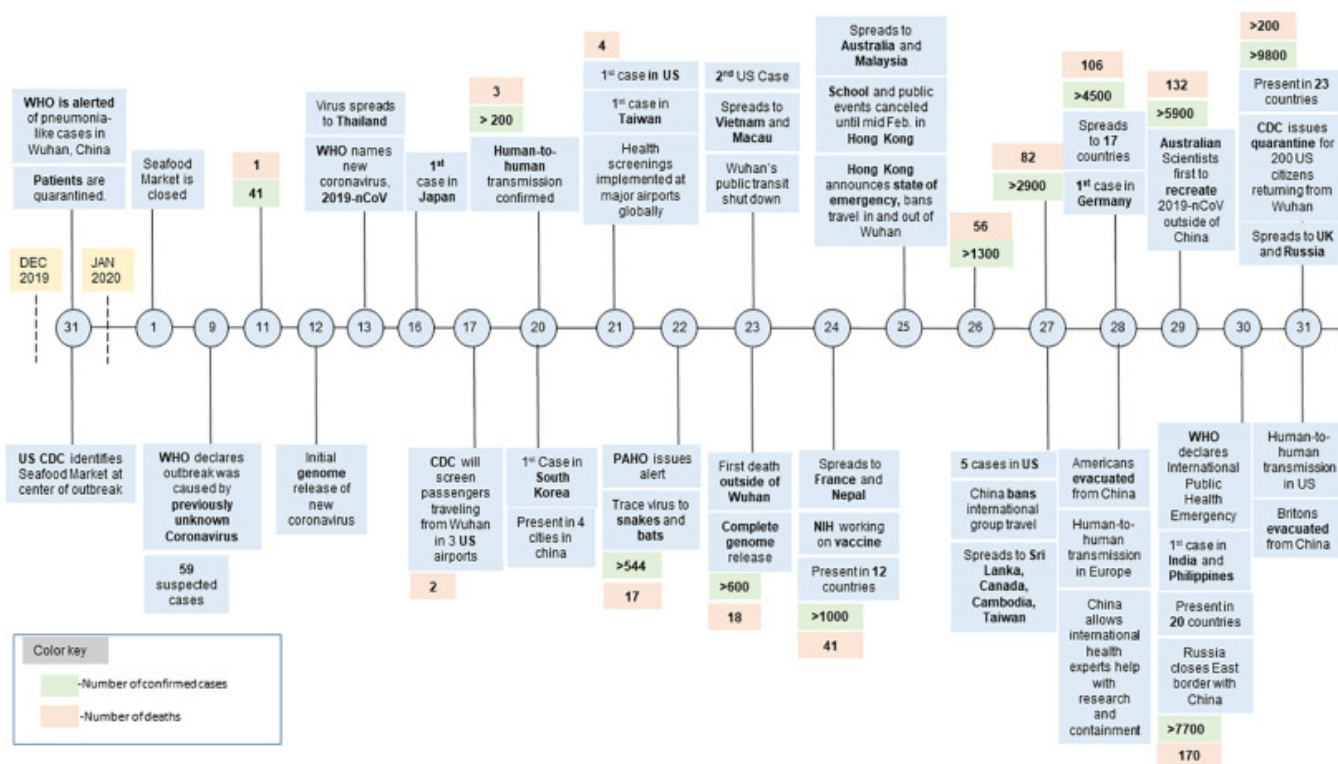 WHO is alerted
of pneumonia-
like cases in
Wuhan, China
Patients are
quarantined.
Seafood
Market is
closed
1
41
Virus spreads
to Thailand
WHO names
new
coronavirus,
2019-nCoV
1st
case in
Japan
3
> 200
Human-to-
human
transmission
confirmed
4
1st case in US
1st case in
Taiwan
Health
screenings
implemented at
major airports
globally
2nd US Case
Spreads to
Vietnam and
Macau
Wuhan's
public transit
shut down
Spreads to
Australia and
Malaysia
School and public
events canceled
until mid Feb. in
Hong Kong
Hong Kong
announces state of
emergency, bans
travel in and out of
Wuhan
56
>1300
82
>2900
106
>4500
Spreads
to 17
countries
1st case in
Germany
132
>5900
Australian
Scientists
first to
recreate
2019-nCoV
outside of
China
>200
>9800
Present in 23
countries
CDC issues
quarantine for
200 US
citizens
returning from
Wuhan
Spreads to UK
and Russia
DEC
2019
JAN
2020
31
1
9
11
12
13
16
17
20
21
22
23
24
25
26
27
28
29
30
31
US CDC identifies
Seafood Market at
center of outbreak
WHO declares
outbreak was
caused by
previously
unknown
Coronavirus
59
suspected
cases
Initial
genome
release of
new
coronavirus
CDC will
screen
passengers
traveling
from Wuhan
in 3 US
airports
2
1st Case in
South
Korea
Present in 4
cities in
china
PAHO issues
alert
Trace virus to
snakes and
bats
>544
17
First death
outside of
Wuhan
Complete
genome
release
>600
18
Spreads to
France and
Nepal
NIH working
on vaccine
Present in 12
countries
>1000
41
5 cases in US
China bans
international
group travel
Spreads to Sri
Lanka,
Canada,
Cambodia,
Taiwan
Americans
evacuated
from China
Human-to-
human
transmission
in Europe
China
allows
international
health
experts help
with
research
and
containment
WHO
declares
International
Public
Health
Emergency
1st case in
India and
Philippines
Present in
20 countries
Russia
closes East
border with
China
>7700
170
Human-to-
human
transmission
in US
Britons
evacuated
from China
Color key
-Number of confirmed cases
-Number of deaths